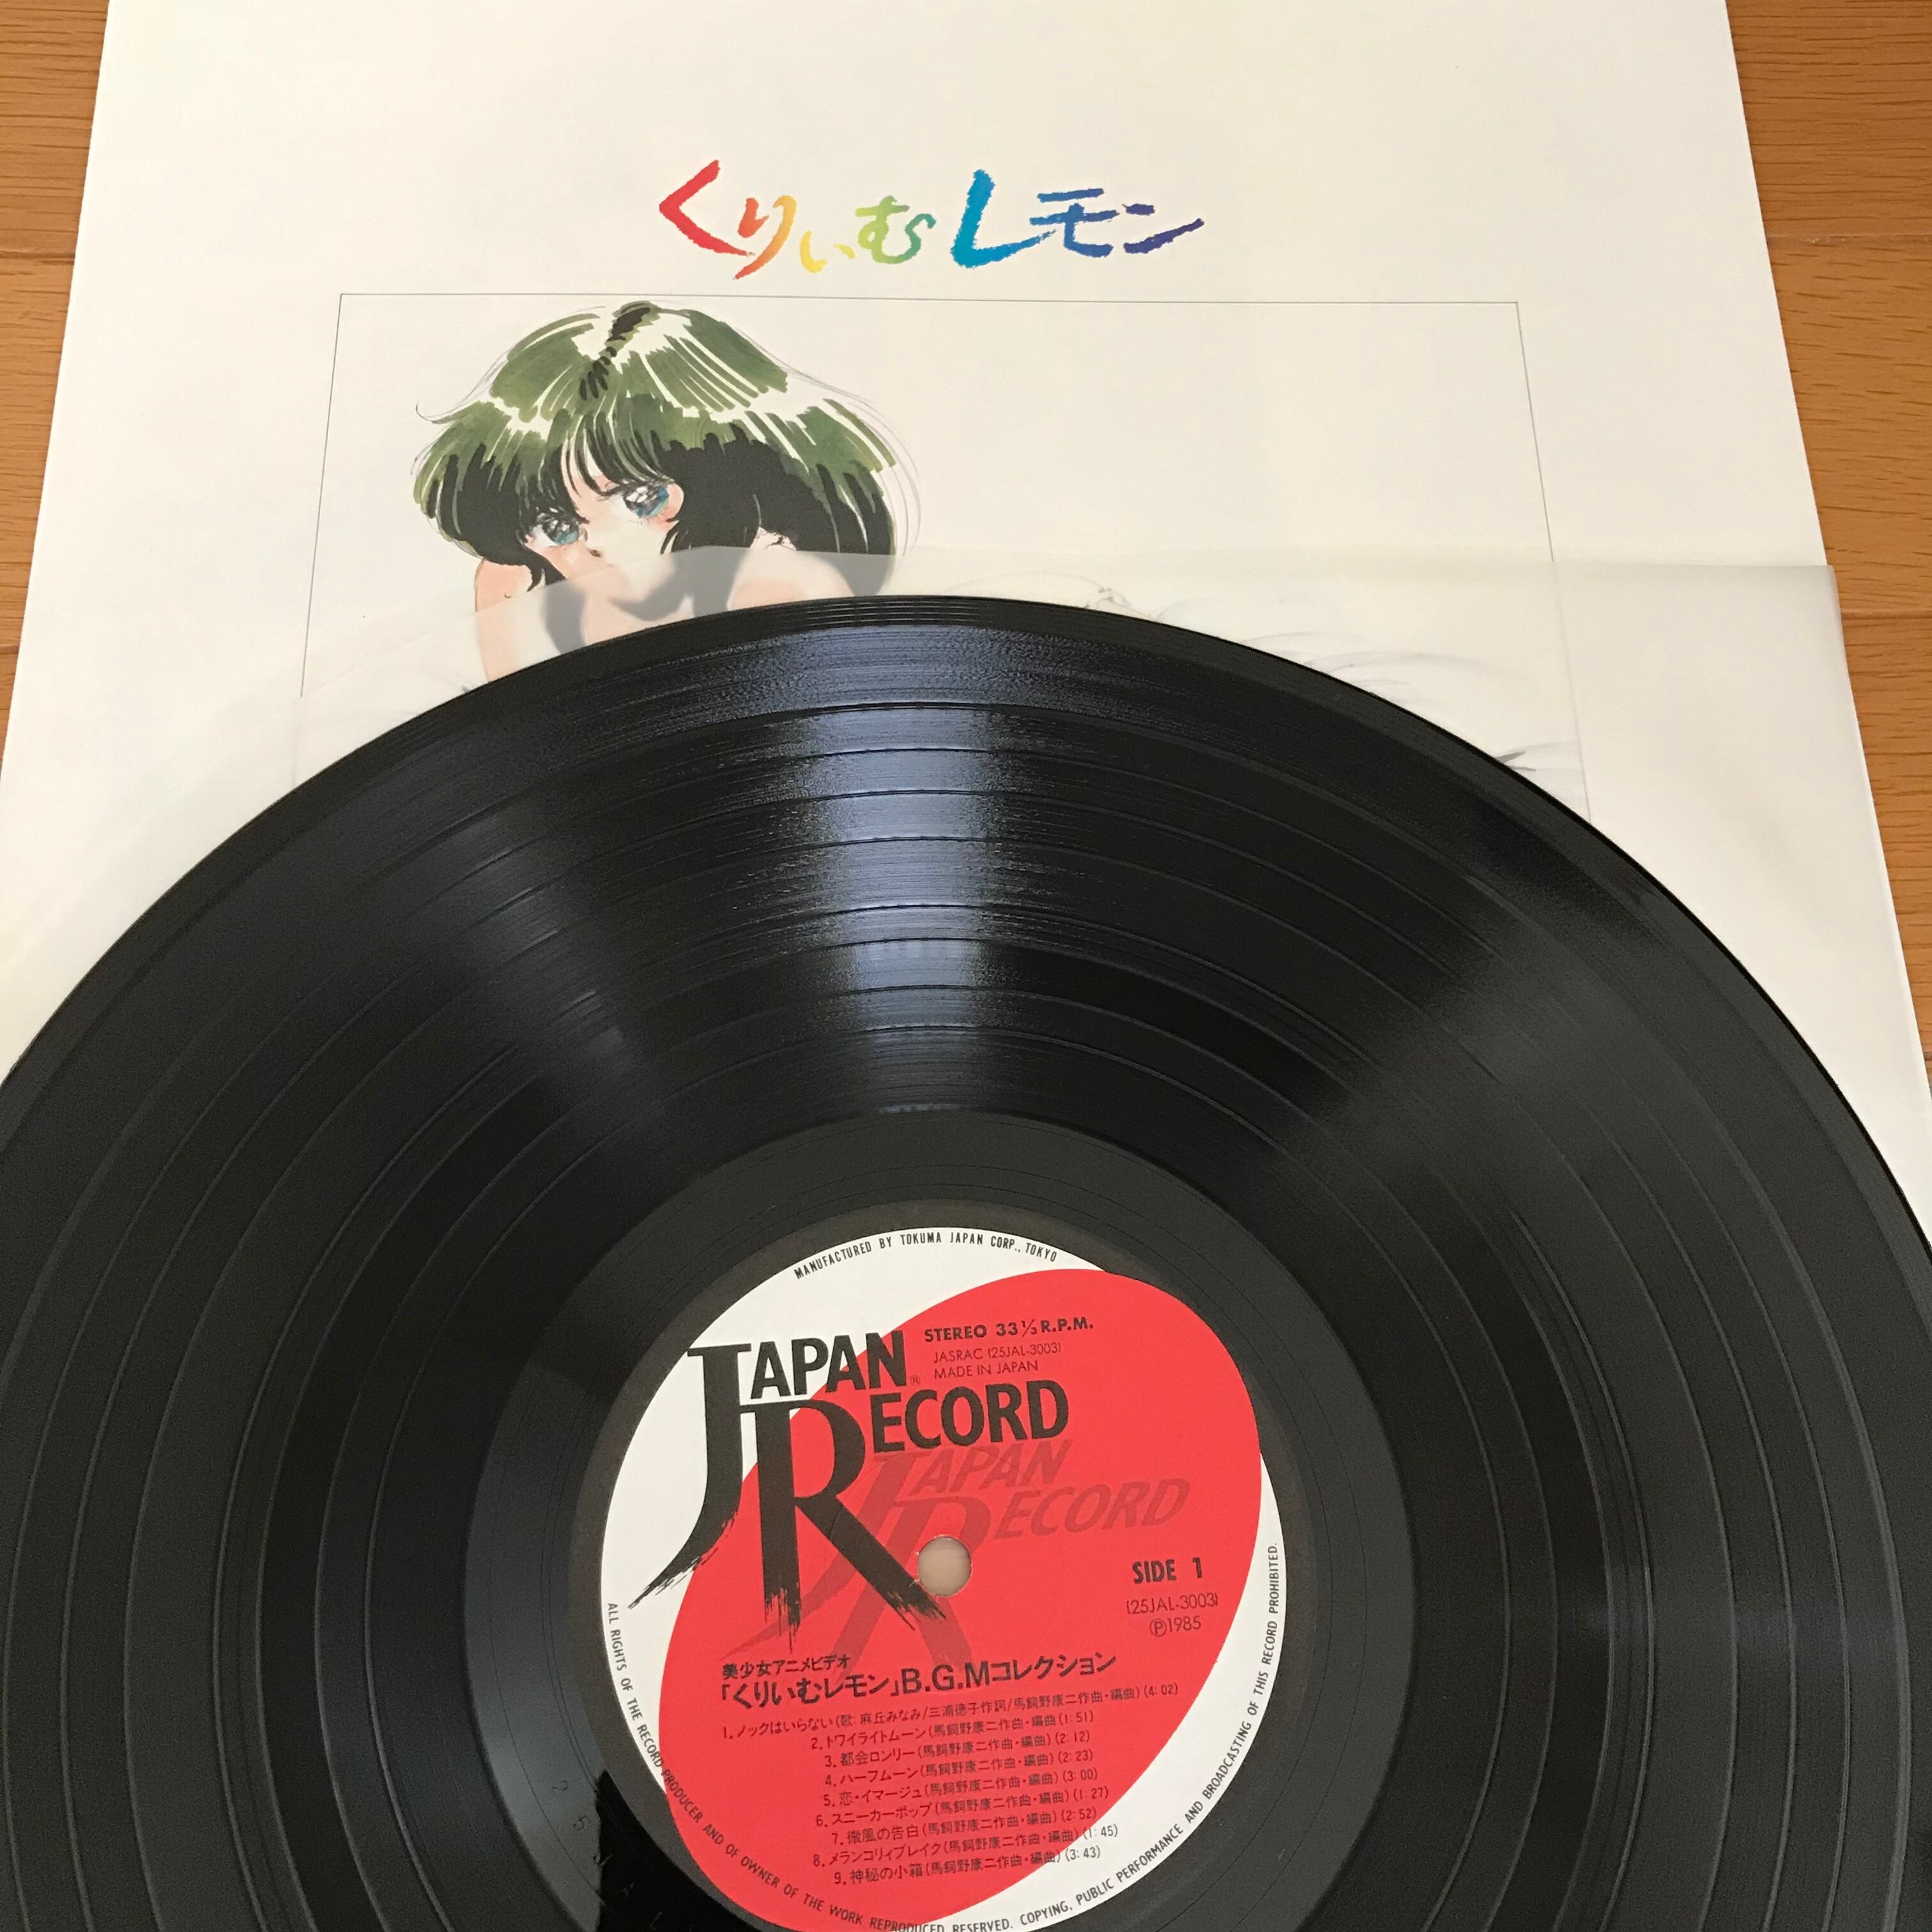 くりぃむレモン
MANUFACTURED BY TOKUMA JAPAN CORP., TOKYO
STEREO 33⅓ R.P.M.
JASRAC (25JAL-3003)
MADE IN JAPAN
JAPAN®
RECORD
JAPAN
RECORD
SIDE 1
(25JAL-3003)
Ⓟ1985
美少女アニメビデオ
「くりいむレモン」B.G.Mコレクション
1. ノックはいらない(歌: 麻丘みなみ/三浦徳子作詞/馬飼野康二作曲・編曲) (4:02)
2. トワイライトムーン(馬飼野康二作曲・編曲) (1:51)
3. 都会ロンリー(馬飼野康二作曲・編曲) (2:12)
4. ハーフムーン(馬飼野康二作曲・編曲) (2:23)
5. 恋・イマージュ(馬飼野康二作曲・編曲) (3:00)
6. スニーカーポップ(馬飼野康二作曲・編曲) (1:27)
7. 微風の告白(馬飼野康二作曲・編曲) (2:52)
8. メランコリィブレイク(馬飼野康二作曲・編曲) (1:45)
9. 神秘の小箱(馬飼野康二作曲・編曲) (3:43)
ALL RIGHTS OF THE RECORD PRODUCER AND OF OWNER OF THE WORK REPRODUCED RESERVED. COPYING, PUBLIC PERFORMANCE AND BROADCASTING OF THIS RECORD PROHIBITED.